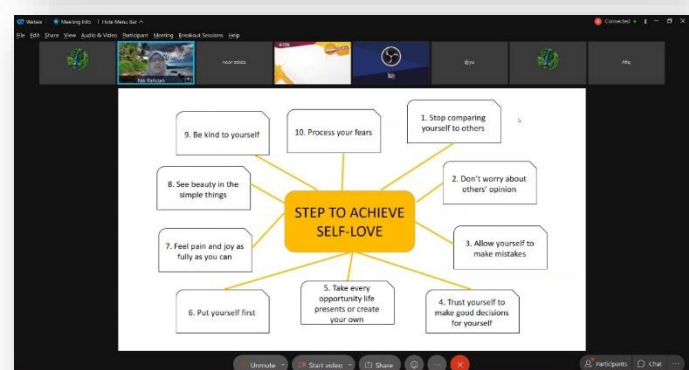 Webex
Meeting Info
Hide Menu Bar
Connected
File Edit Share View Audio & Video Participant Meeting Breakout Sessions Help
Nik Rahizah
1. Stop comparing
yourself to others
2. Don't worry about
others' opinion
3. Allow yourself to
make mistakes
4. Trust yourself to
make good decisions
for yourself
5. Take every
opportunity life
presents or create
your own
6. Put yourself first
7. Feel pain and joy as
fully as you can
8. See beauty in the
simple things
9. Be kind to yourself
10. Process your fears
STEP TO ACHIEVE
SELF-LOVE
Unmute
Start video
Share
Participants
Chat